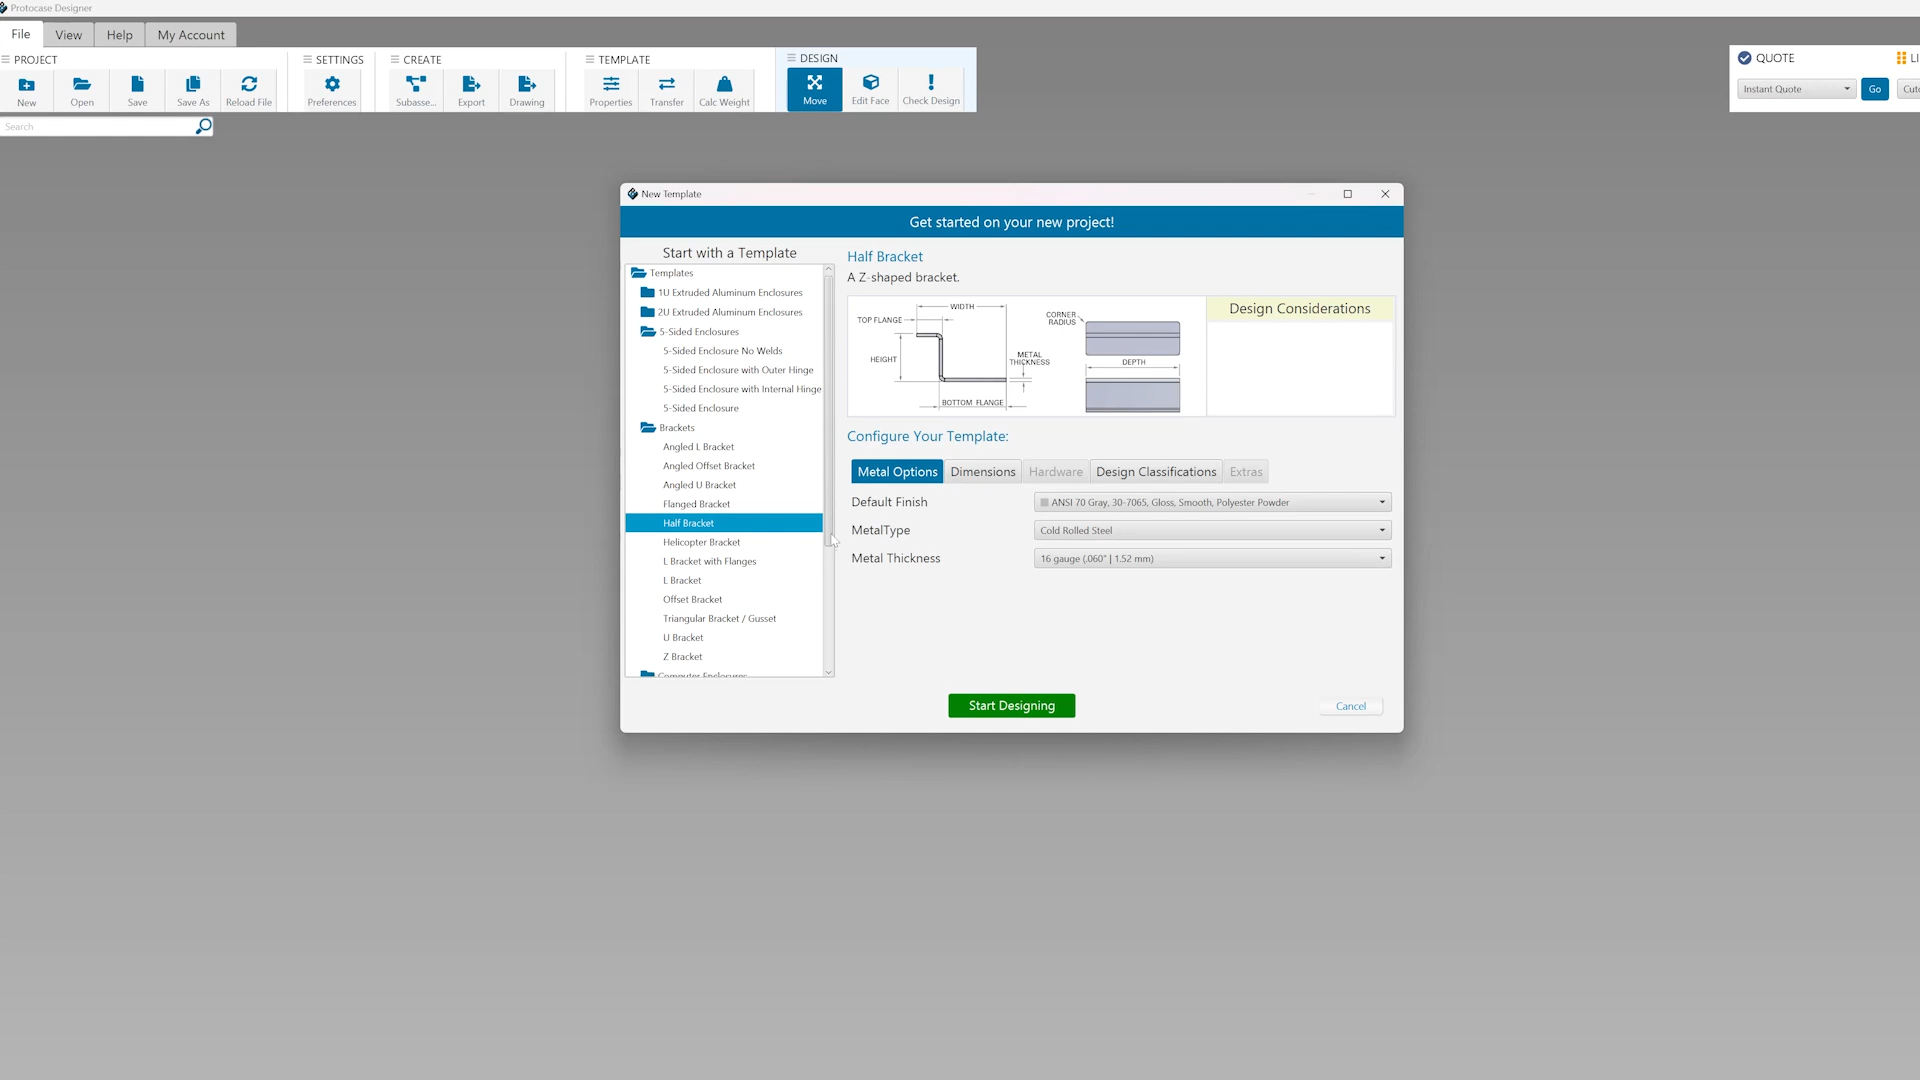 Protocase Designer
File
View
Help
My Account
PROJECT
SETTINGS
CREATE
TEMPLATE
DESIGN
New
Open
Save
Save As
Reload File
Preferences
Subasse...
Export
Drawing
Properties
Transfer
Calc Weight
Move
Edit Face
Check Design
QUOTE
Instant Quote
Go
Search
New Template
Get started on your new project!
Start with a Template
Templates
1U Extruded Aluminum Enclosures
2U Extruded Aluminum Enclosures
5-Sided Enclosures
5-Sided Enclosure No Welds
5-Sided Enclosure with Outer Hinge
5-Sided Enclosure with Internal Hinge
5-Sided Enclosure
Brackets
Angled L Bracket
Angled Offset Bracket
Angled U Bracket
Flanged Bracket
Half Bracket
Helicopter Bracket
L Bracket with Flanges
L Bracket
Offset Bracket
Triangular Bracket / Gusset
U Bracket
Z Bracket
Computer Enclosures
Half Bracket
A Z-shaped bracket.
WIDTH
TOP FLANGE
HEIGHT
METAL
THICKNESS
BOTTOM FLANGE
CORNER
RADIUS
DEPTH
Design Considerations
Configure Your Template:
Metal Options
Dimensions
Hardware
Design Classifications
Extras
Default Finish
ANSI 70 Gray, 30-7065, Gloss, Smooth, Polyester Powder
MetalType
Cold Rolled Steel
Metal Thickness
16 gauge (.060" | 1.52 mm)
Start Designing
Cancel